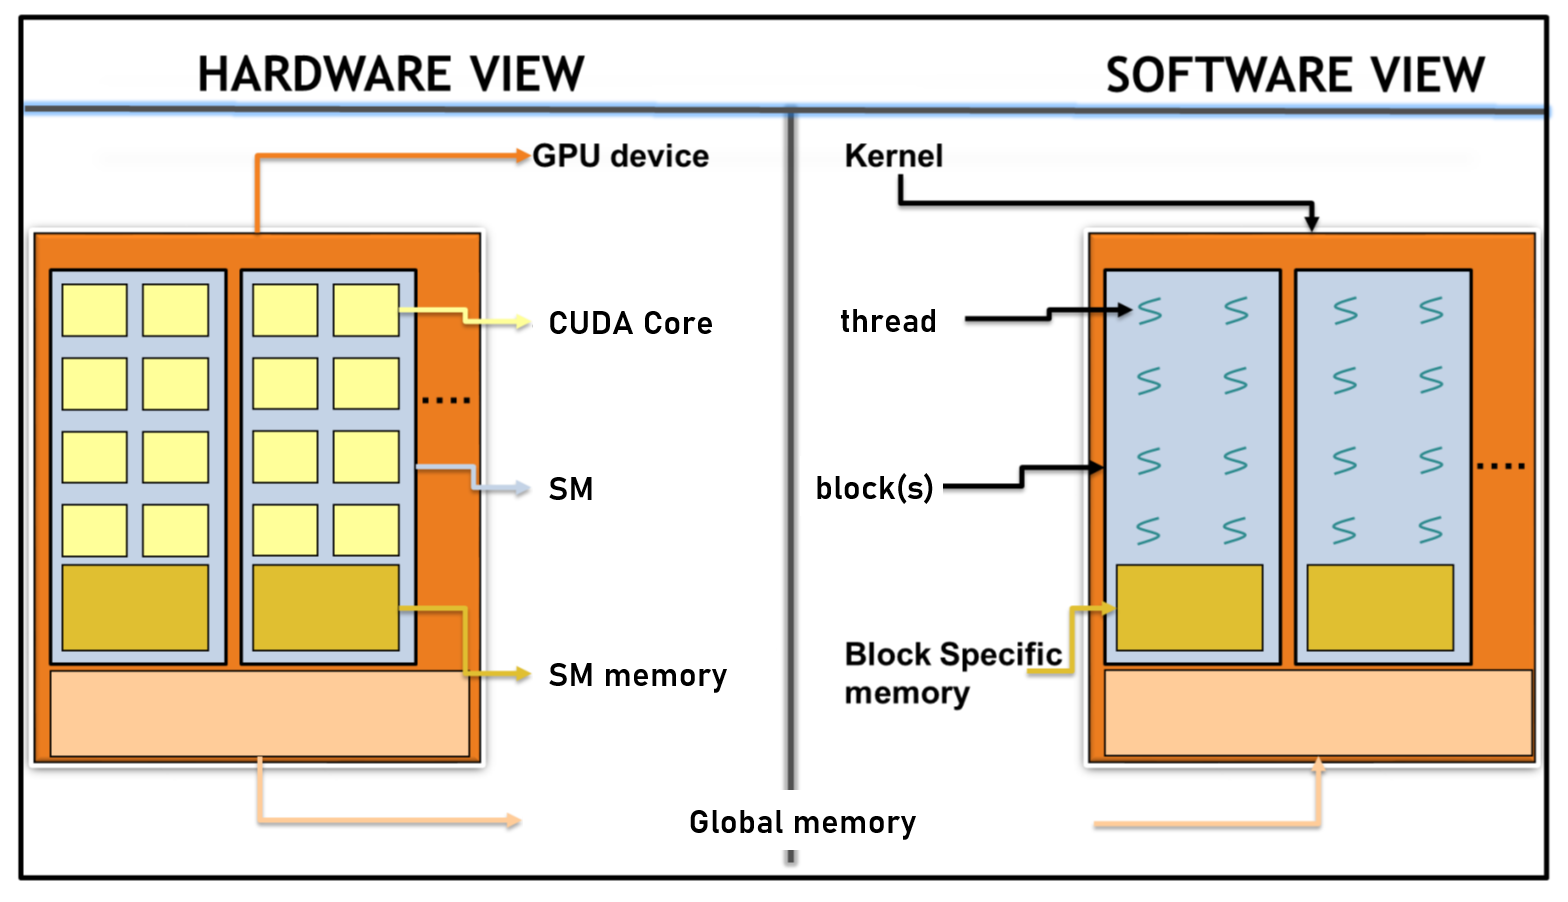 HARDWARE VIEW
SOFTWARE VIEW
GPU device
Kernel
CUDA Core
thread
SM
block(s)
SM memory
Block Specific
memory
Global memory